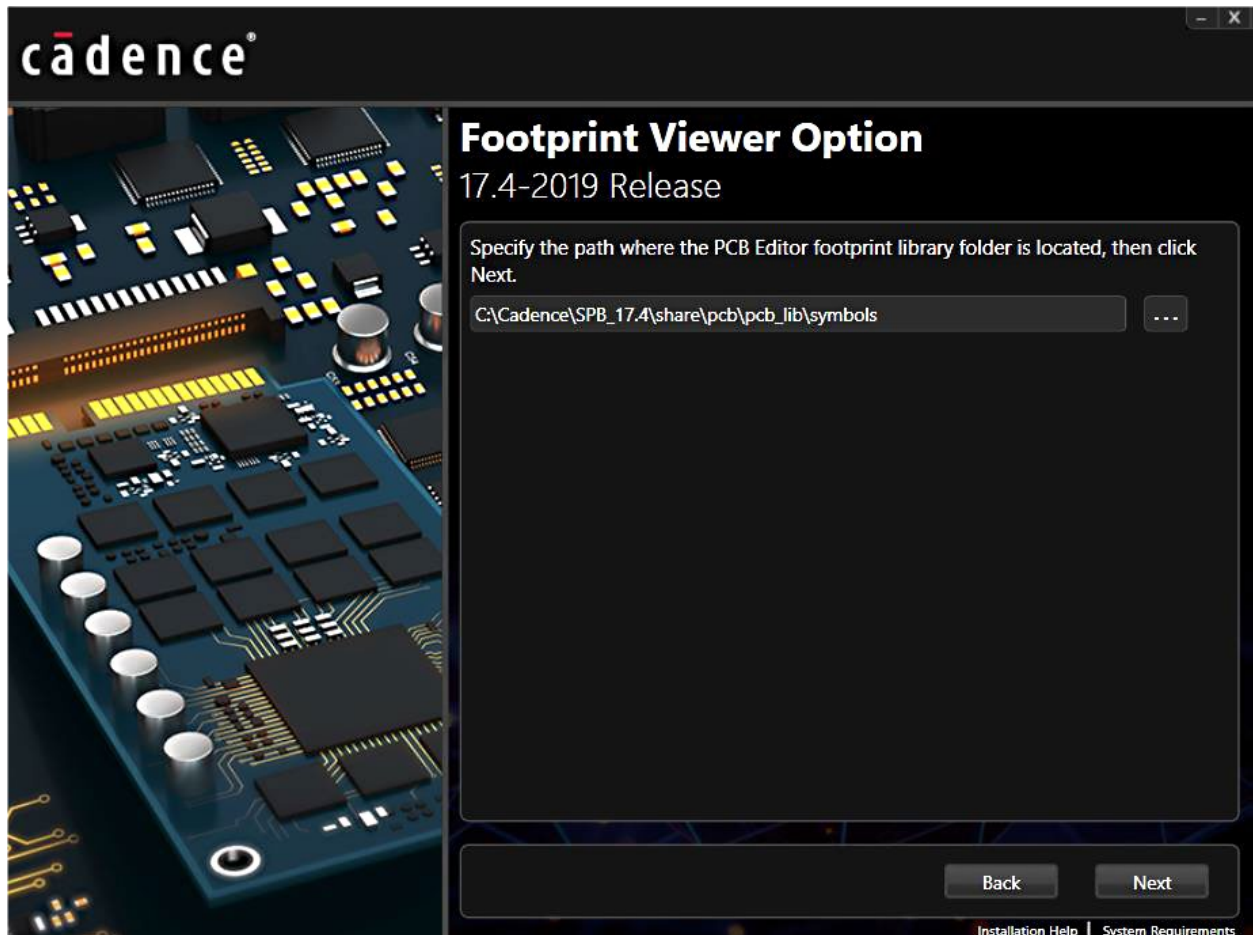 cādence®
Footprint Viewer Option
17.4-2019 Release
Specify the path where the PCB Editor footprint library folder is located, then click
Next.
C:\Cadence\SPB_17.4\share\pcb\pcb_lib\symbols
...
Back
Next
Installation Help | System Requirements